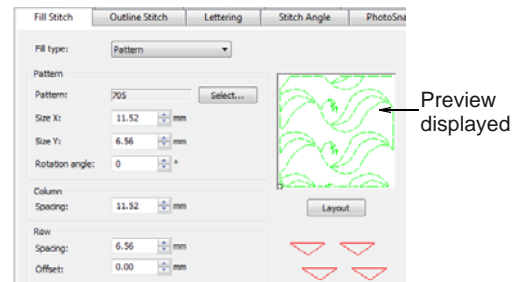 Fill Stitch Outline Stitch Lettering Stitch Angle PhotoSna
Fill type: Pattern
Pattern
Pattern: 705 Select...
Size X: 11.52 mm
Size Y: 6.56 mm
Rotation angle: 0 °
Preview
displayed
Column
Spacing: 11.52 mm
Layout
Row
Spacing: 6.56 mm
Offset: 0.00 mm